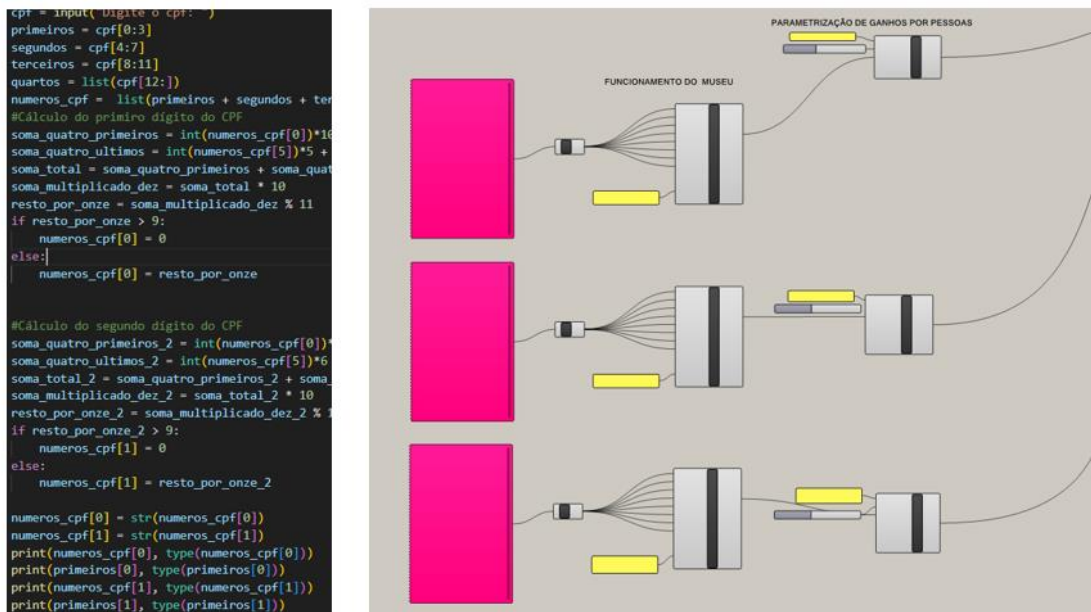 cpf = input("Digite o cpf: ")
primeiros = cpf[0:3]
segundos = cpf[4:7]
terceiros = cpf[8:11]
quartos = list(cpf[12:])
numeros_cpf =  list(primeiros + segundos + ter
#Cálculo do primiro dígito do CPF
soma_quatro_primeiros = int(numeros_cpf[0])*10
soma_quatro_ultimos = int(numeros_cpf[5])*5 +
soma_total = soma_quatro_primeiros + soma_quat
soma_multiplicado_dez = soma_total * 10
resto_por_onze = soma_multiplicado_dez % 11
if resto_por_onze > 9:
    numeros_cpf[0] = 0
else:
    numeros_cpf[0] = resto_por_onze
#Cálculo do segundo dígito do CPF
soma_quatro_primeiros_2 = int(numeros_cpf[0])*
soma_quatro_ultimos_2 = int(numeros_cpf[5])*6
soma_total_2 = soma_quatro_primeiros_2 + soma_
soma_multiplicado_dez_2 = soma_total_2 * 10
resto_por_onze_2 = soma_multiplicado_dez_2 % 1
if resto_por_onze_2 > 9:
    numeros_cpf[1] = 0
else:
    numeros_cpf[1] = resto_por_onze_2
numeros_cpf[0] = str(numeros_cpf[0])
numeros_cpf[1] = str(numeros_cpf[1])
print(numeros_cpf[0], type(numeros_cpf[0]))
print(primeiros[0], type(primeiros[0]))
print(numeros_cpf[1], type(numeros_cpf[1]))
print(primeiros[1], type(primeiros[1]))
PARAMETRIZAÇÃO DE GANHOS POR PESSOAS
FUNCIONAMENTO DO MUSEU